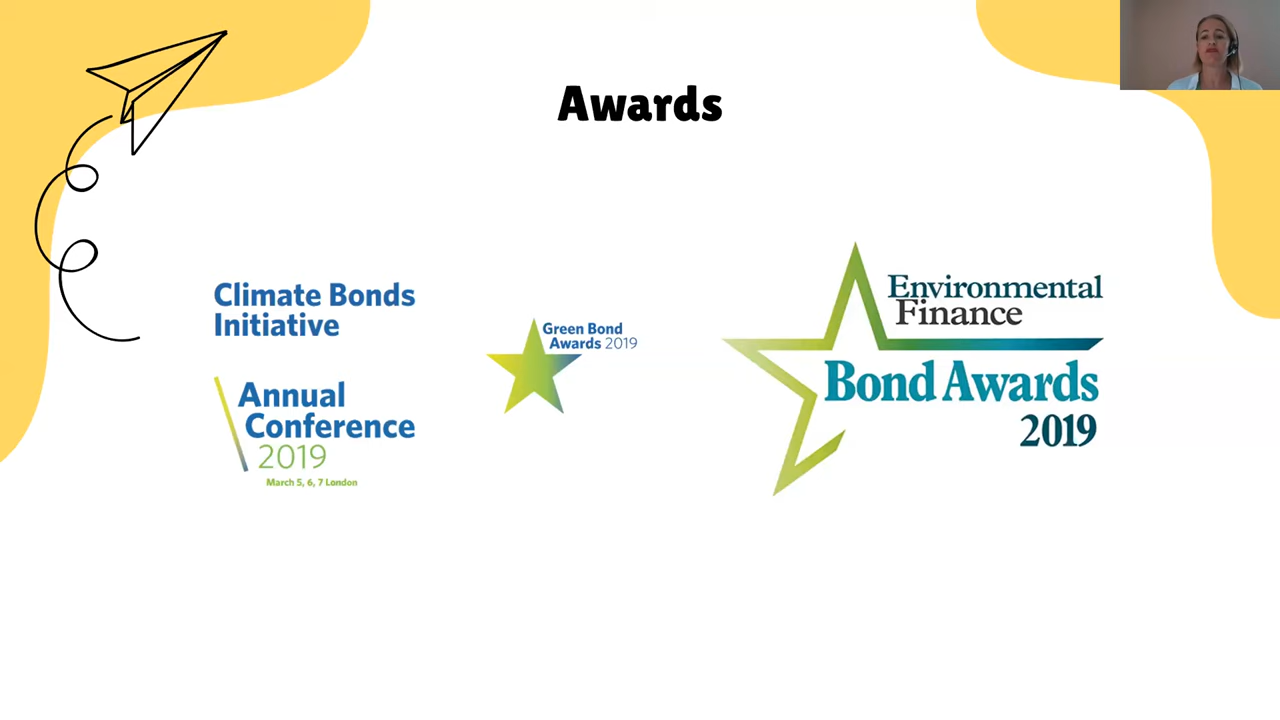 Awards
Climate Bonds
Initiative
Annual
Conference
2019
March 5, 6, 7 London
Green Bond
Awards 2019
Environmental
Finance
Bond Awards
2019